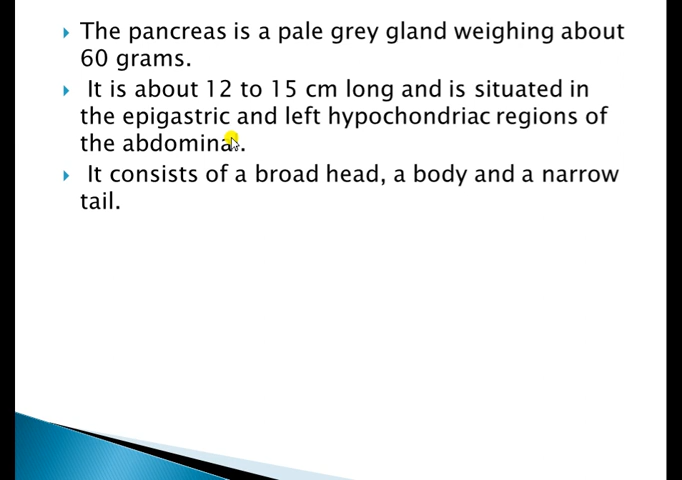 The pancreas is a pale grey gland weighing about
60 grams.
It is about 12 to 15 cm long and is situated in
the epigastric and left hypochondriac regions of
the abdominal.
It consists of a broad head, a body and a narrow
tail.